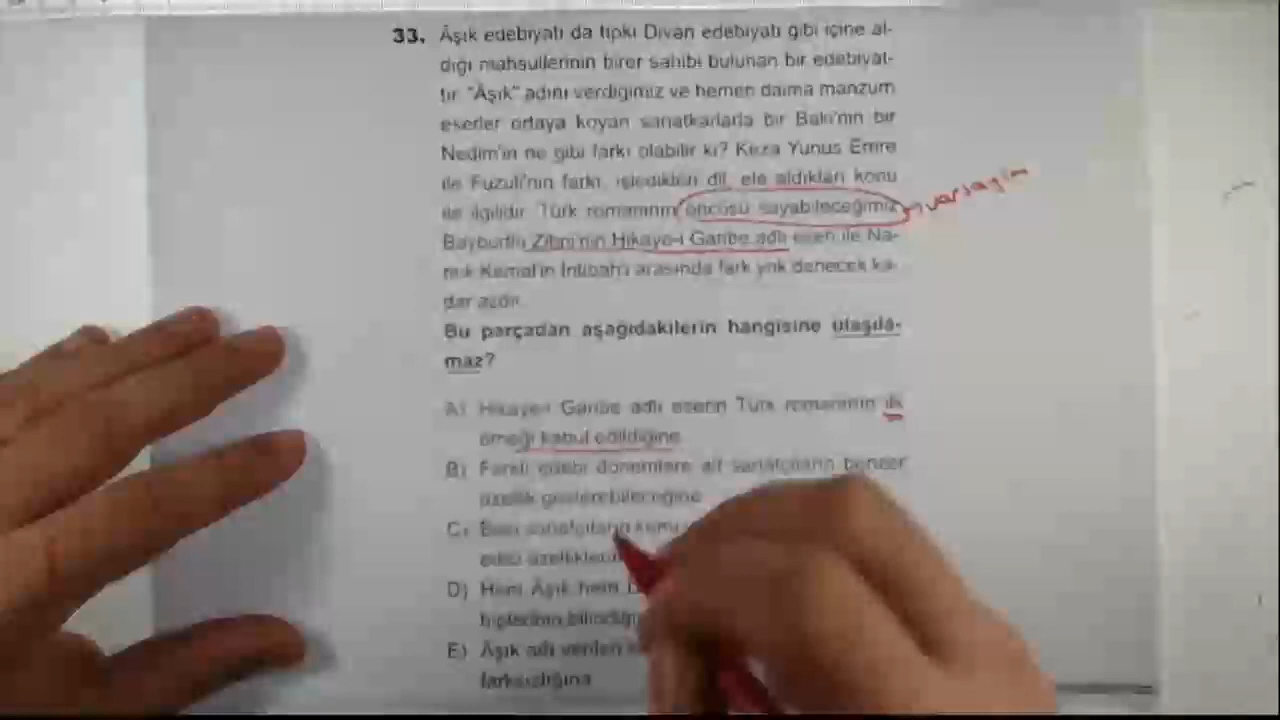 33. Âşık edebiyatı da tıpkı Divan edebiyatı gibi içine al-
dığı mahsullerinin birer sahibi bulunan bir edebiyat-
tır. "Âşık" adını verdiğimiz ve hemen daima manzum
eserler ortaya koyan sanatkarlarla bir Baki'nin bir
Nedim'in ne gibi farkı olabilir ki? Keza Yunus Emre
ile Fuzuli'nin farkı, işledikleri dil, ele aldıkları konu
ile ilgilidir. Türk romanının öncüsü sayabileceğimiz
varsayım
Bayburtlu Zihni'nin Hikaye-i Garibe adlı eseri ile Na-
mık Kemal'in İntibah'ı arasında fark yok denecek ka-
dar azdır.
Bu parçadan aşağıdakilerin hangisine ulaşıla-
maz?
A) Hikaye-i Garibe adlı eserin Türk romanının ilk
örneği kabul edildiğine
B) Farklı edebi dönemlere ait sanatçıların benzer
özellik gösterebileceğine
C) Bazı sanatçıların
edebi
D) Hem Âşık hem
E) Âşık adı verilen
farksızlığına